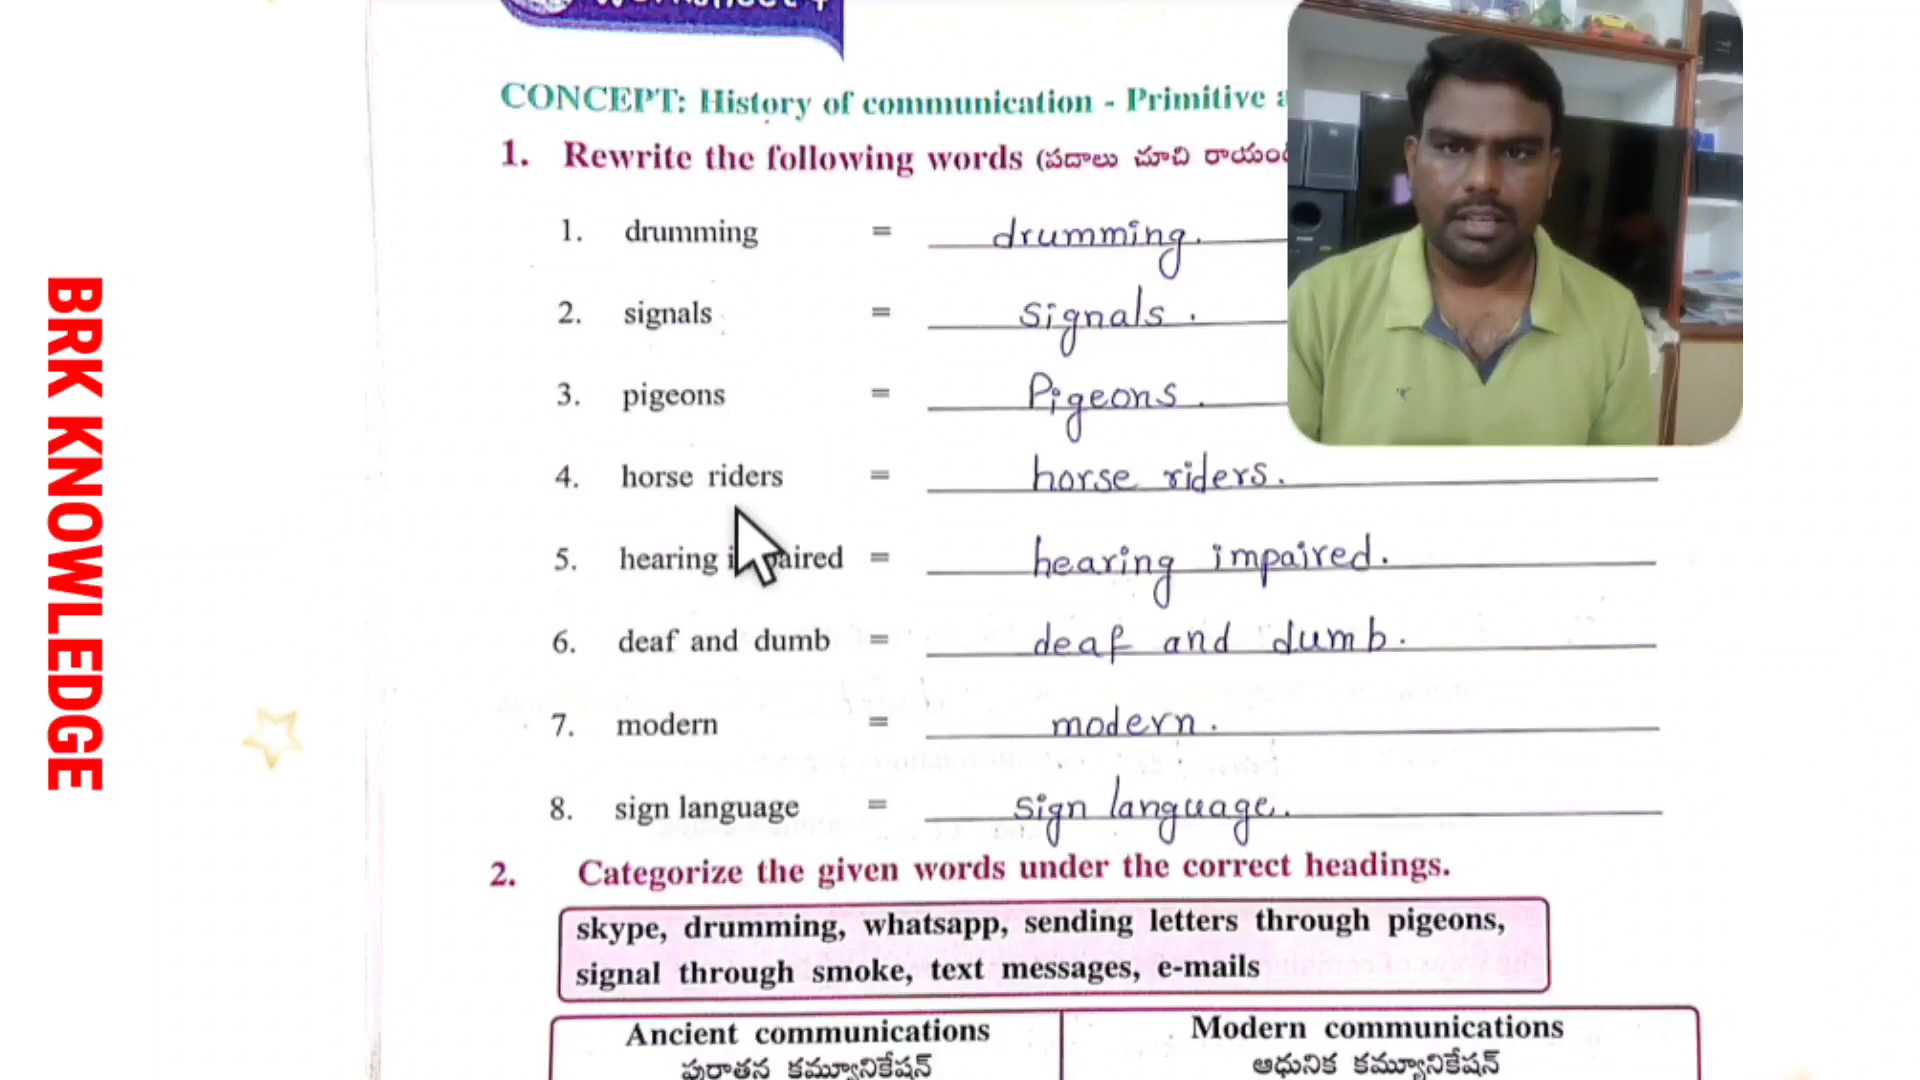 CONCEPT: History of communication - Primitive
1. Rewrite the following words (పదాలు చూచి రాయండి
1. drumming = drumming.
2. signals = signals.
3. pigeons = Pigeons.
4. horse riders = horse riders.
5. hearing impaired = hearing impaired.
6. deaf and dumb = deaf and dumb.
7. modern = modern.
8. sign language = sign language.
2. Categorize the given words under the correct headings.
skype, drumming, whatsapp, sending letters through pigeons,
signal through smoke, text messages, e-mails
Ancient communications
పురాతన కమ్యూనికేషన్
Modern communications
ఆధునిక కమ్యూనికేషన్
BRK KNOWLEDGE